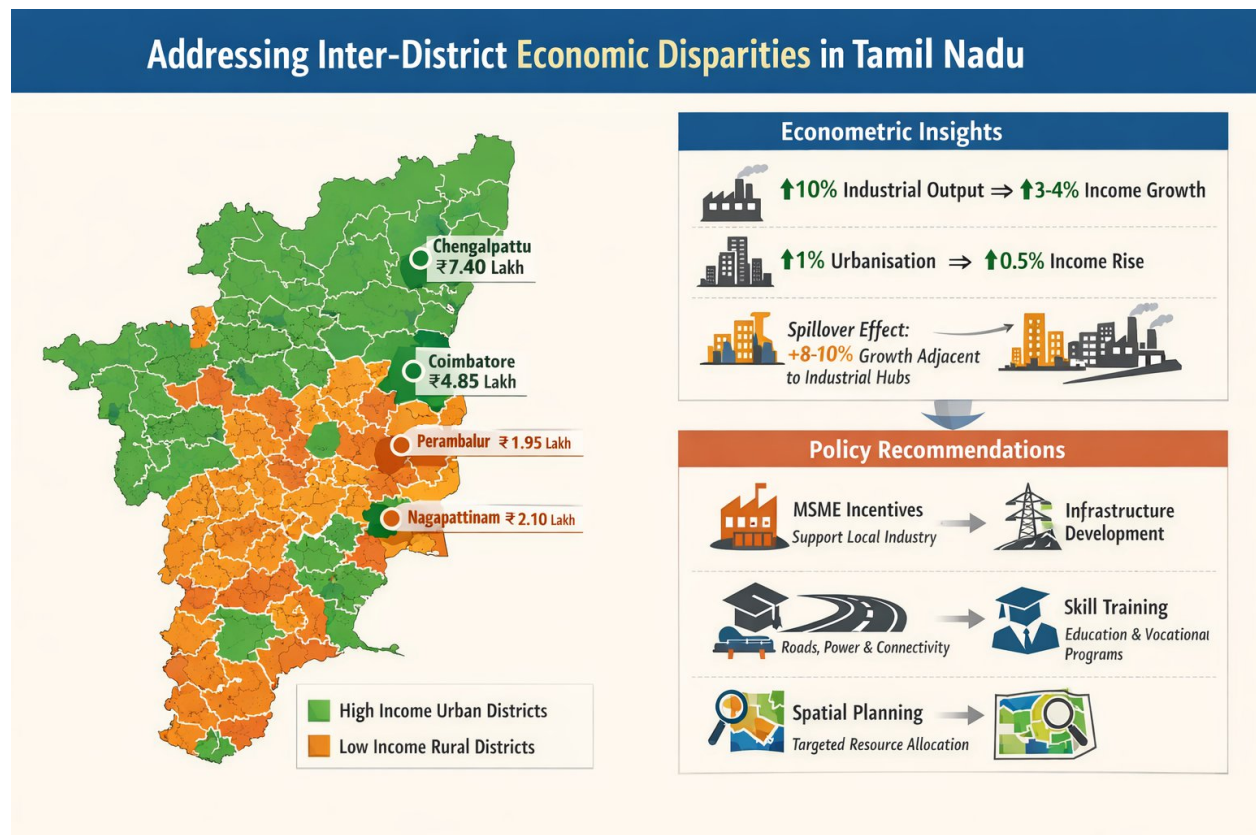 Addressing Inter-District Economic Disparities in Tamil Nadu
Chengalpattu
₹7.40 Lakh
Coimbatore
₹4.85 Lakh
Perambalur ₹ 1.95 Lakh
Nagapattinam ₹ 2.10 Lakh
High Income Urban Districts
Low Income Rural Districts
Econometric Insights
↑10% Industrial Output ⇒ ↑3-4% Income Growth
↑1% Urbanisation ⇒ ↑0.5% Income Rise
Spillover Effect:
+8-10% Growth Adjacent
to Industrial Hubs
Policy Recommendations
MSME Incentives
Support Local Industry
Infrastructure
Development
Roads, Power & Connectivity
Skill Training
Education & Vocational
Programs
Spatial Planning
Targeted Resource Allocation